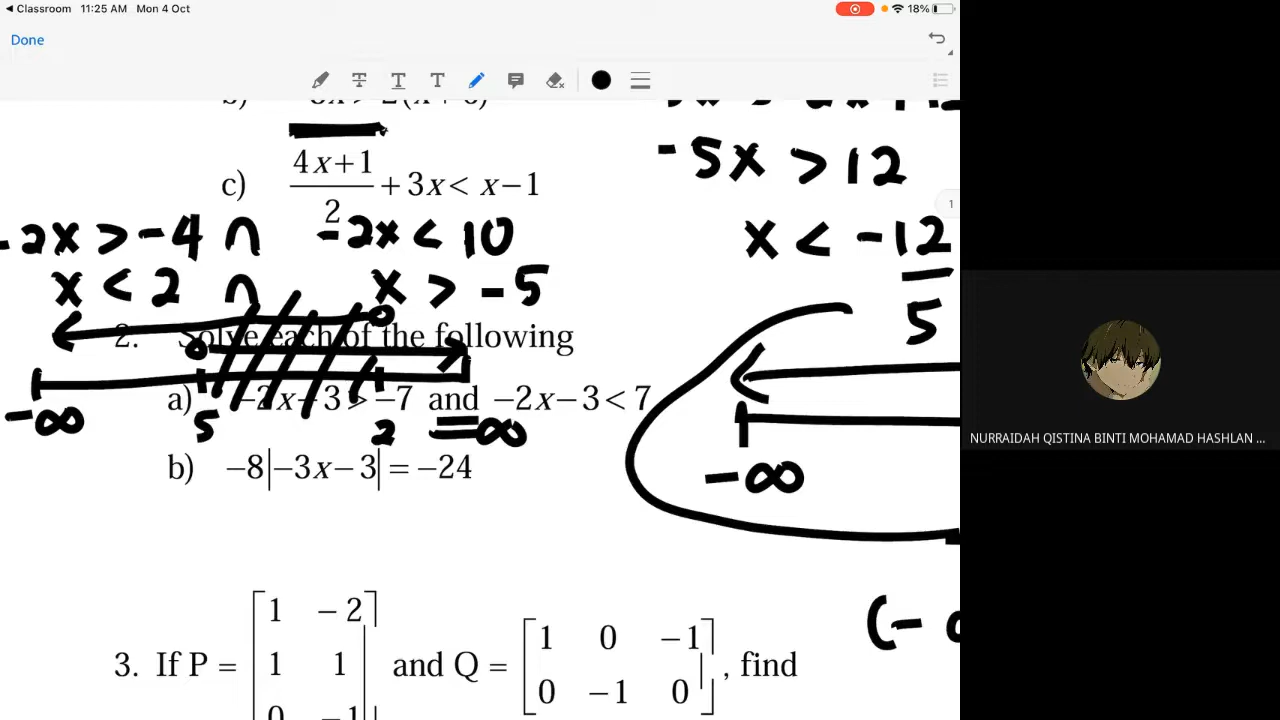 Classroom 11:25 AM Mon 4 Oct 18%
Done
c) 4x+1/2 + 3x < x−1
-5x > 12
-2x > -4 ∩ -2x < 10
x < 2 ∩ x > -5
x < -12/5
2. Solve each of the following
a) −2x−3 > −7 and −2x−3 < 7
-∞ 5 2 =∞
-∞
b) −8|−3x−3| = −24
3. If P = [1 −2
1 1
0 −1] and Q = [1 0 −1
0 −1 0], find
1
NURRAIDAH QISTINA BINTI MOHAMAD HASHLAN ...